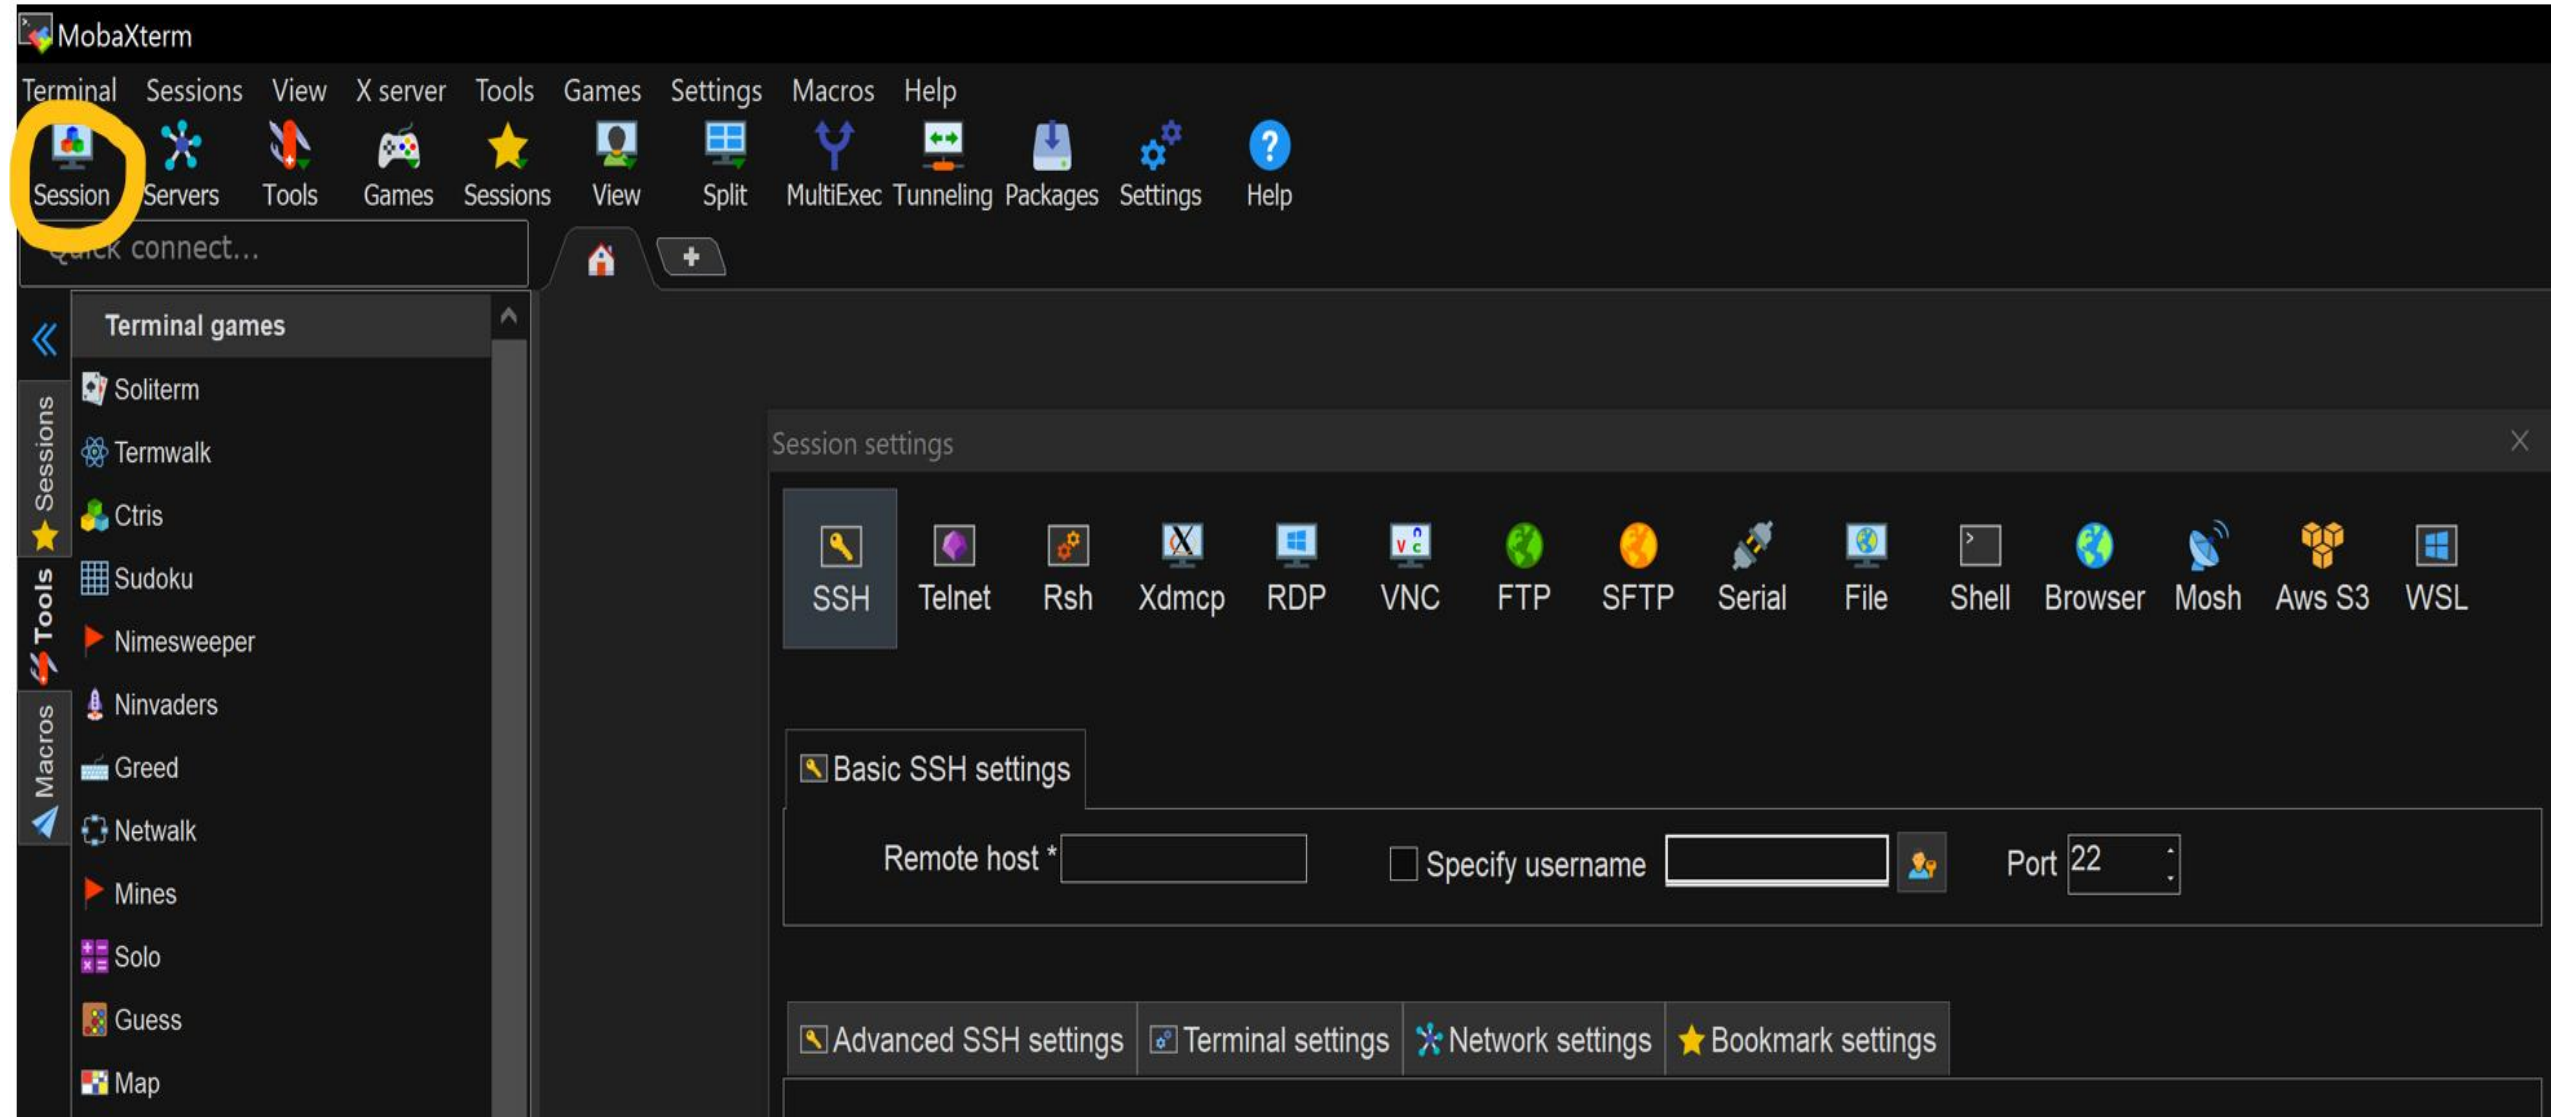 MobaXterm
Terminal Sessions View X server Tools Games Settings Macros Help
Session Servers Tools Games Sessions View Split MultiExec Tunneling Packages Settings Help
Quick connect...
Terminal games
Soliterm
Termwalk
Ctris
Sudoku
Nimesweeper
Ninvaders
Greed
Netwalk
Mines
Solo
Guess
Map
Sessions
Tools
Macros
Session settings
SSH Telnet Rsh Xdmcp RDP VNC FTP SFTP Serial File Shell Browser Mosh Aws S3 WSL
Basic SSH settings
Remote host * Specify username Port 22
Advanced SSH settings Terminal settings Network settings Bookmark settings